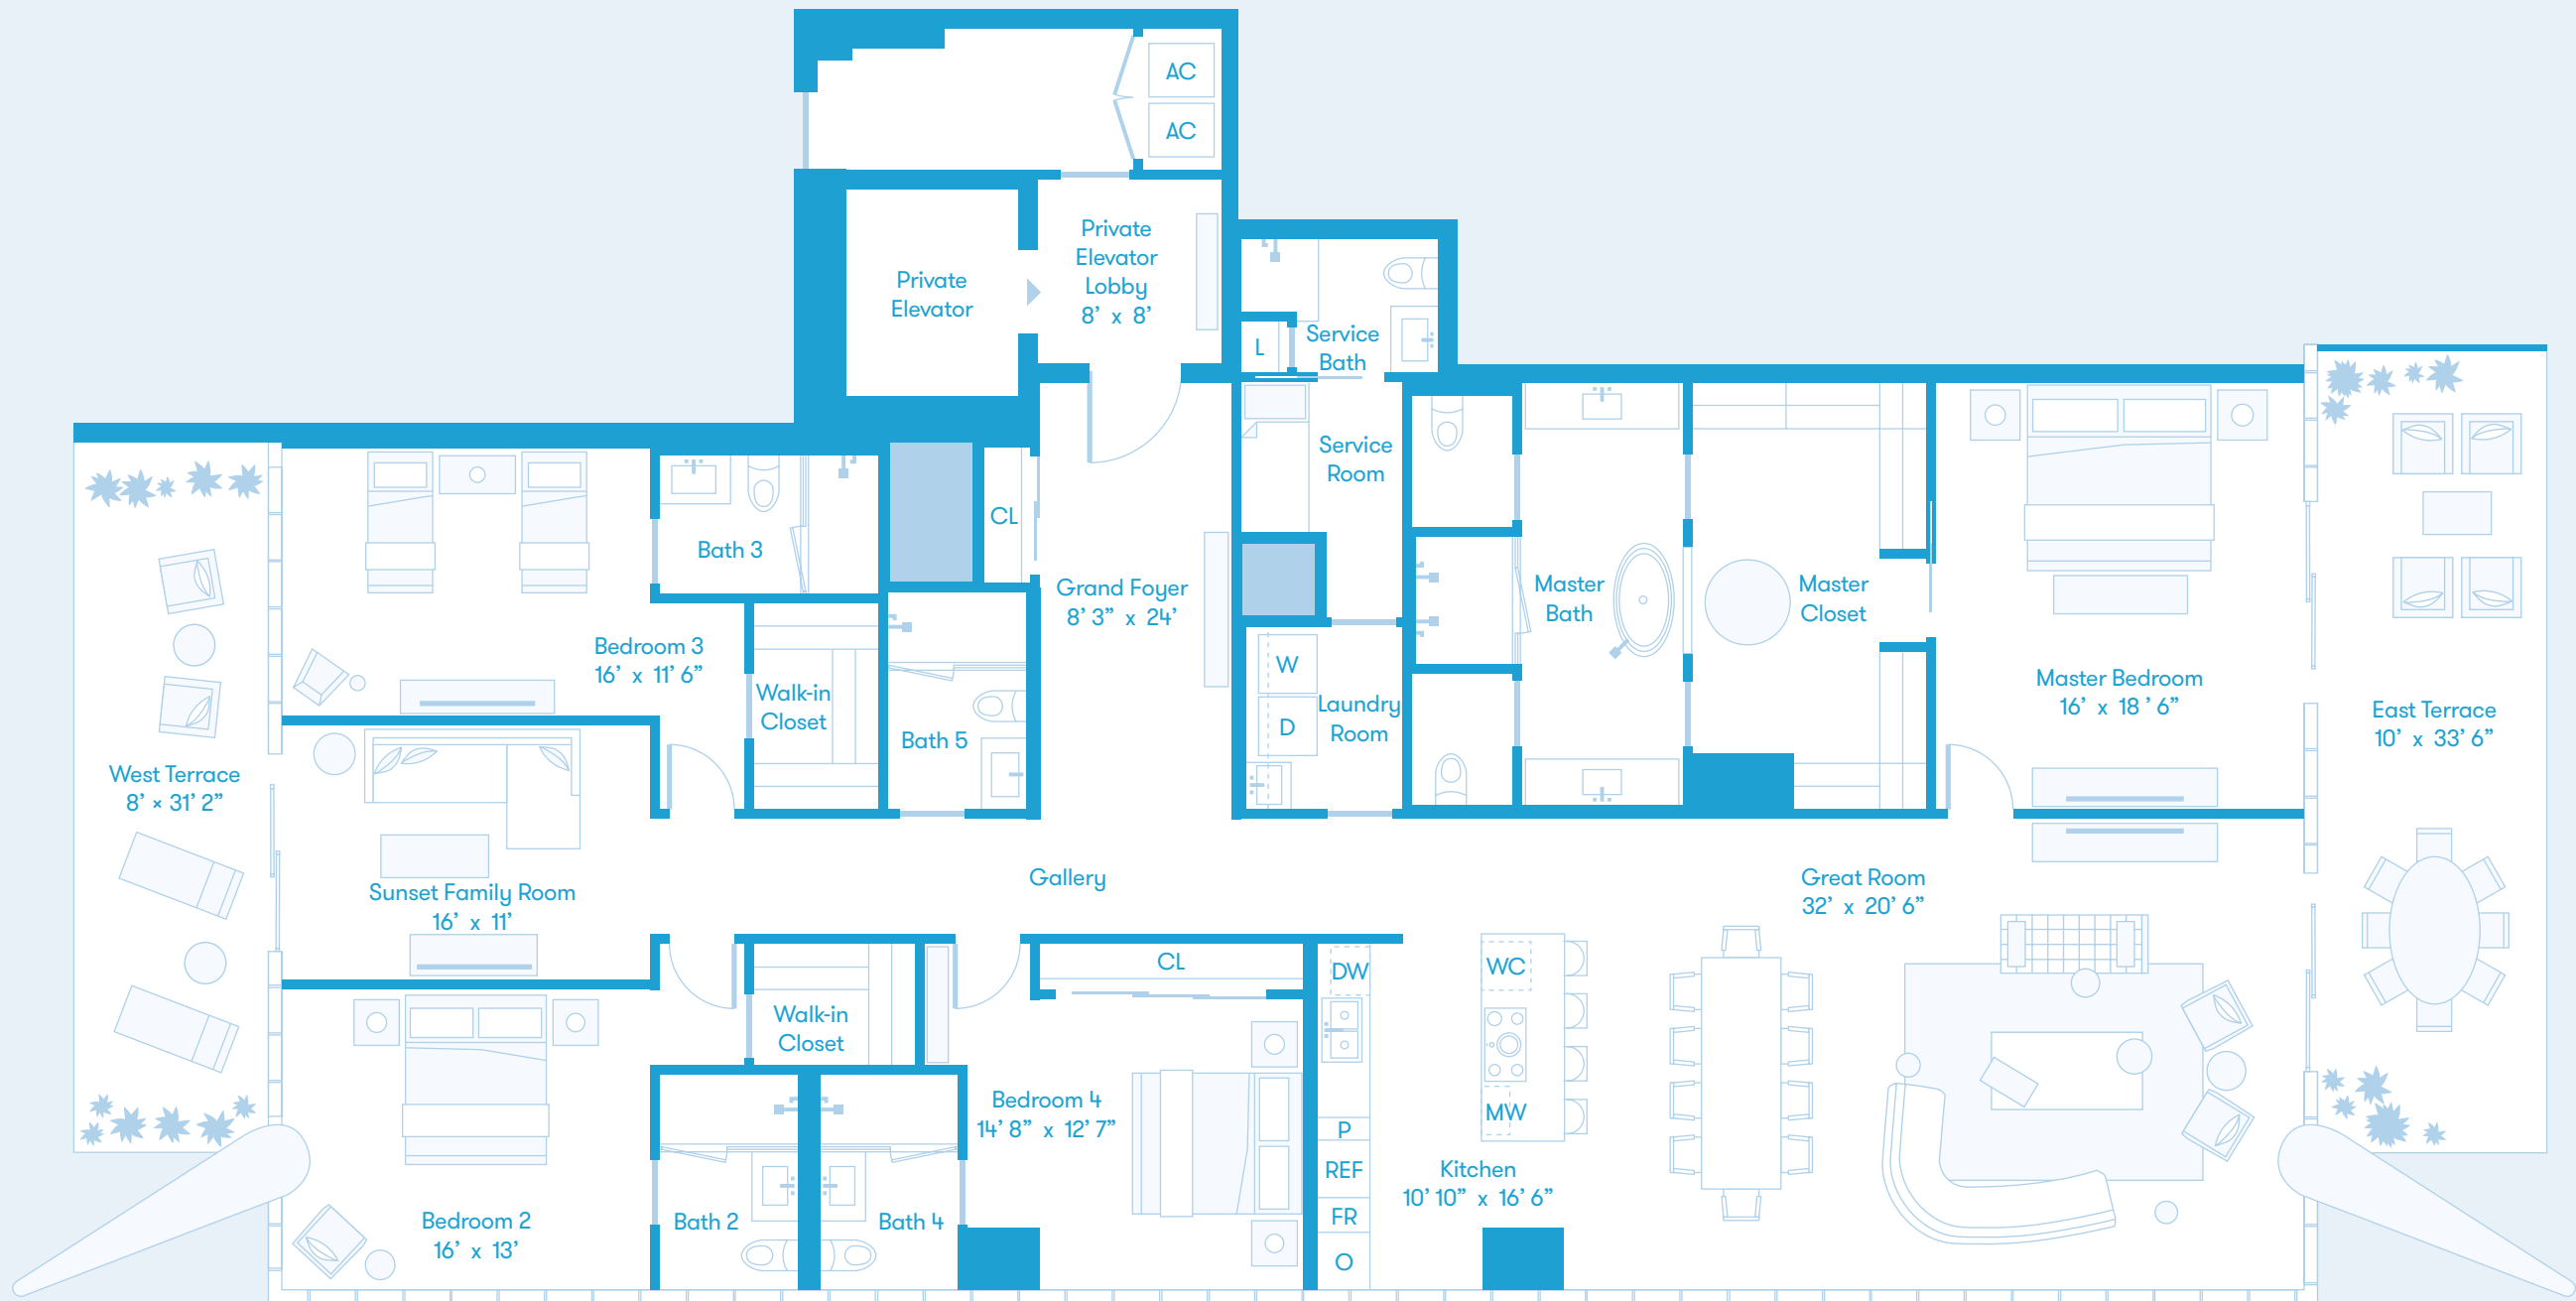 AC
AC
Private
Elevator
Lobby
8’ x 8’
Private
Elevator
L
Service
Bath
Service
Room
CL
Bath 3
Grand Foyer
8’ 3” x 24’
Master
Bath
Master
Closet
Bedroom 3
16’ x 11’ 6”
W
D
Laundry
Room
Walk-in
Closet
Bath 5
Master Bedroom
16’ x 18 ’ 6”
East Terrace
10’ x 33’ 6”
West Terrace
8’ × 31’ 2”
Sunset Family Room
16’ x 11’
Gallery
Great Room
32’ x 20’ 6”
CL
DW
WC
Walk-in
Closet
Bedroom 4
14’ 8” x 12’ 7”
MW
P
REF
FR
O
Kitchen
10’ 10” x 16’ 6”
Bedroom 2
16’ x 13’
Bath 2
Bath 4